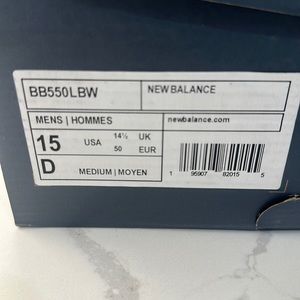 BB550LBW NEW BALANCE
MENS | HOMMES newbalance.com
15 USA 14½ UK
50 EUR
D MEDIUM | MOYEN
1 95907 82015 5